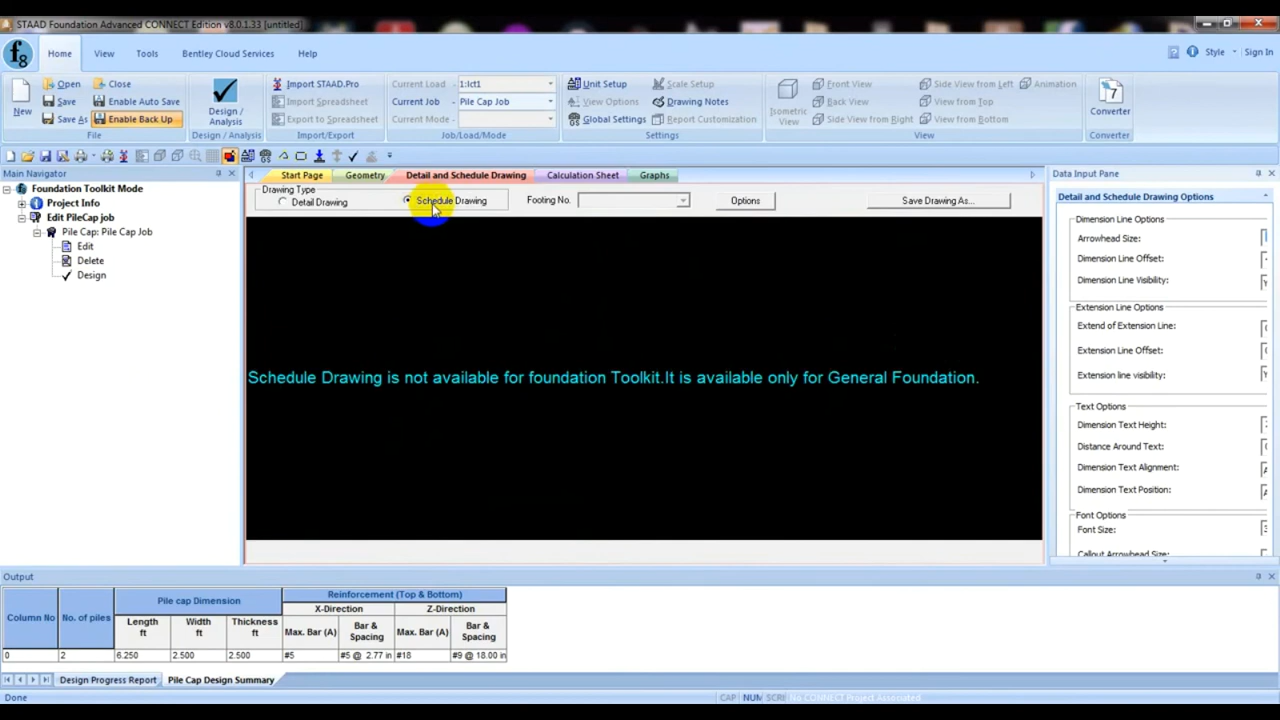 STAAD Foundation Advanced CONNECT Edition v8.0.1.33 [untitled]
Home View Tools Bentley Cloud Services Help Style Sign In
New
Open
Save
Save As
Close
Enable Auto Save
Enable Back Up
File
Design / Analysis
Design / Analysis
Import STAAD.Pro
Import Spreadsheet
Export to Spreadsheet
Import/Export
Current Load - 1:lct1
Current Job - Pile Cap Job
Current Mode -
Job/Load/Mode
Unit Setup
View Options
Global Settings
Scale Setup
Drawing Notes
Report Customization
Settings
Isometric View
Front View
Back View
Side View from Right
Side View from Left
View from Top
View from Bottom
Animation
View
Converter
Converter
Main Navigator
Foundation Toolkit Mode
Project Info
Edit PileCap job
Pile Cap: Pile Cap Job
Edit
Delete
Design
Start Page Geometry Detail and Schedule Drawing Calculation Sheet Graphs
Drawing Type
Detail Drawing Schedule Drawing Footing No. Options Save Drawing As...
Schedule Drawing is not available for foundation Toolkit.It is available only for General Foundation.
Data Input Pane
Detail and Schedule Drawing Options
Dimension Line Options
Arrowhead Size:
Dimension Line Offset:
Dimension Line Visibility:
Extension Line Options
Extend of Extension Line:
Extension Line Offset:
Extension line visibility:
Text Options
Dimension Text Height:
Distance Around Text:
Dimension Text Alignment:
Dimension Text Position:
Font Options
Font Size:
Callout Arrowhead Size:
Output
Column No No. of piles Pile cap Dimension Reinforcement (Top & Bottom)
X-Direction Z-Direction
Length ft Width ft Thickness ft Max. Bar (A) Bar & Spacing Max. Bar (A) Bar & Spacing
0 2 6.250 2.500 2.500 #5 #5 @ 2.77 in #18 #9 @ 18.00 in
Design Progress Report Pile Cap Design Summary
Done CAP NUM SCRI No CONNECT Project Associated